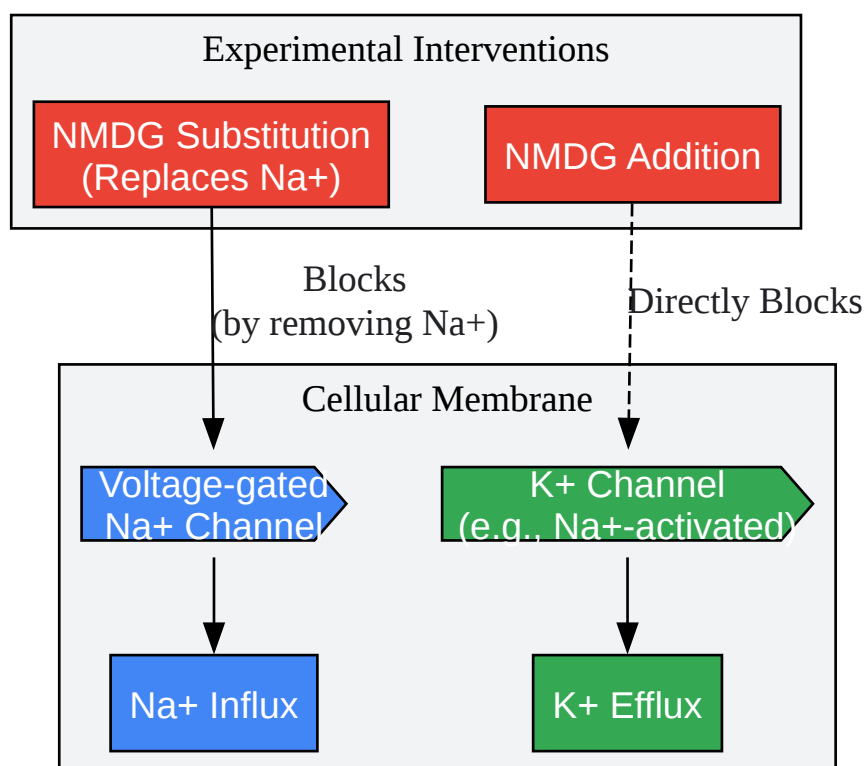 Experimental Interventions
NMDG Substitution
(Replaces Na+)
NMDG Addition
Blocks
(by removing Na+)
Directly Blocks
Cellular Membrane
Voltage-gated
Na+ Channel
K+ Channel
(e.g., Na+-activated)
Na+ Influx
K+ Efflux